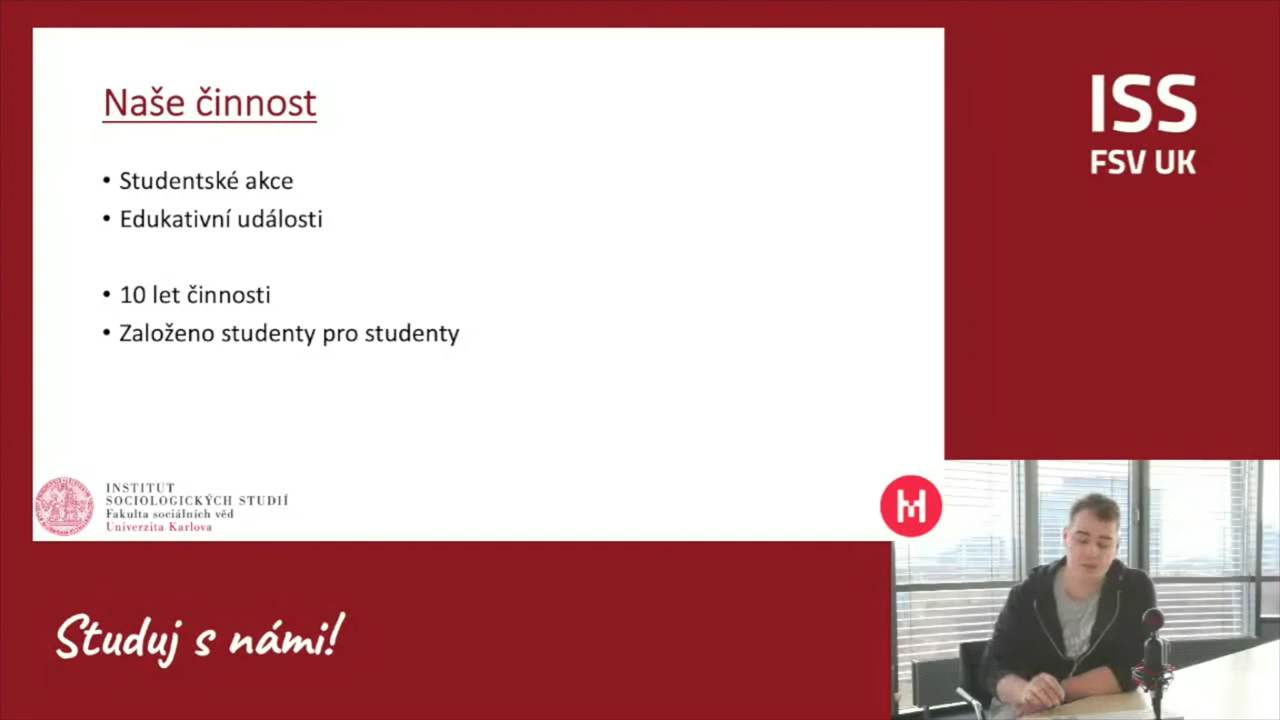 Naše činnost
• Studentské akce
• Edukativní události
• 10 let činnosti
• Založeno studenty pro studenty
INSTITUT
SOCIOLOGICKÝCH STUDIÍ
Fakulta sociálních věd
Univerzita Karlova
M
ISS
FSV UK
Studuj s námi!